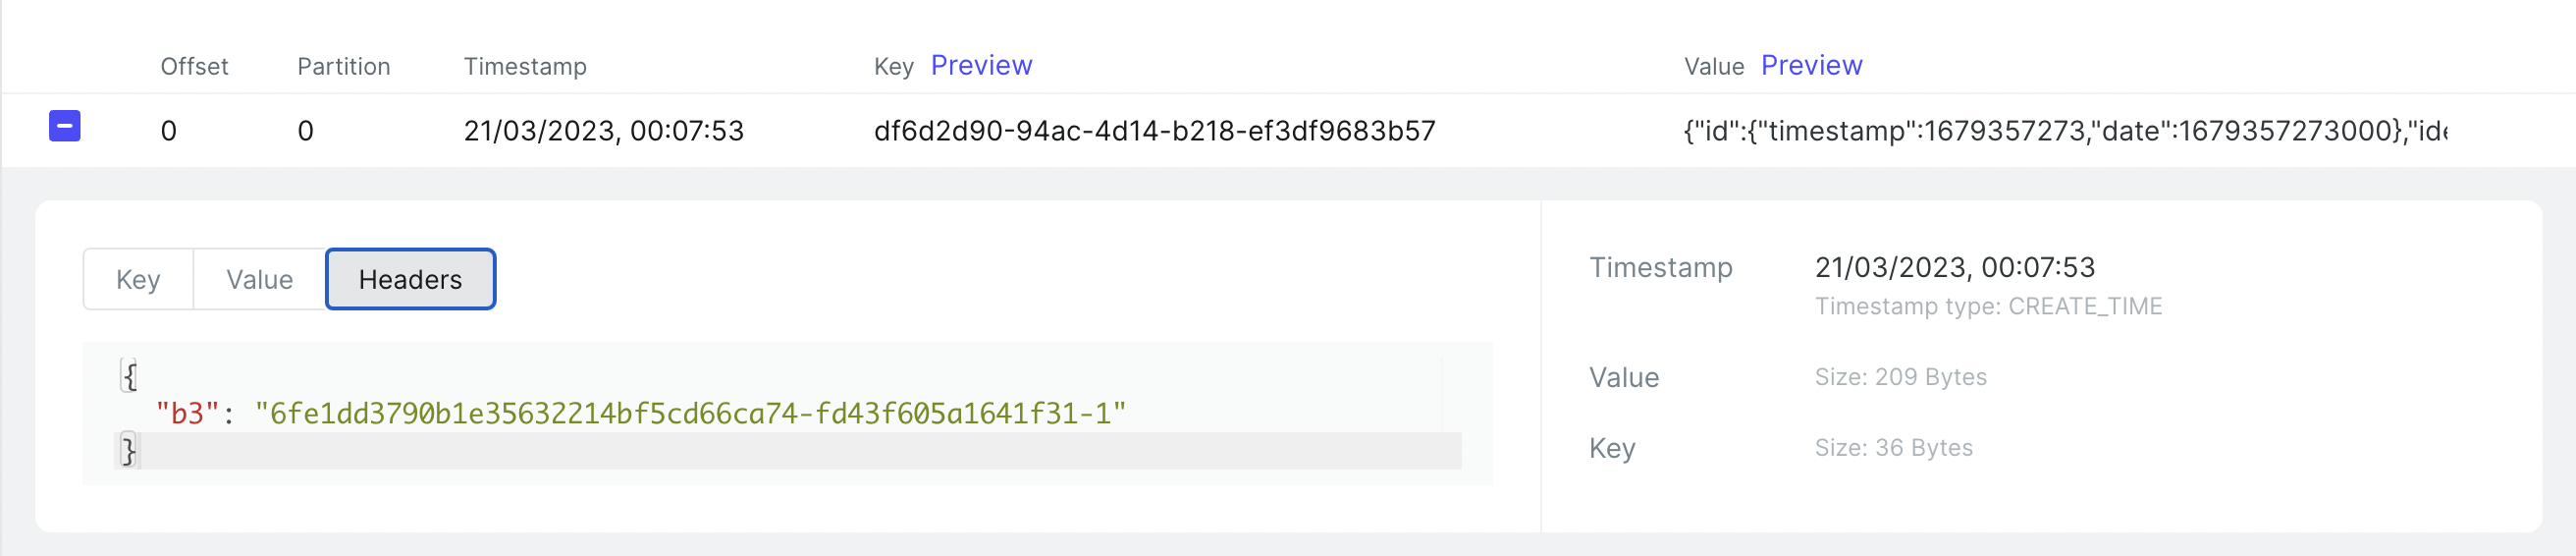 Offset Partition Timestamp Key Preview Value Preview
0 0 21/03/2023, 00:07:53 df6d2d90-94ac-4d14-b218-ef3df9683b57 {"id":{"timestamp":1679357273,"date":1679357273000},"ide
Key Value Headers
{
"b3": "6fe1dd3790b1e35632214bf5cd66ca74-fd43f605a1641f31-1"
}
Timestamp 21/03/2023, 00:07:53
Timestamp type: CREATE_TIME
Value Size: 209 Bytes
Key Size: 36 Bytes